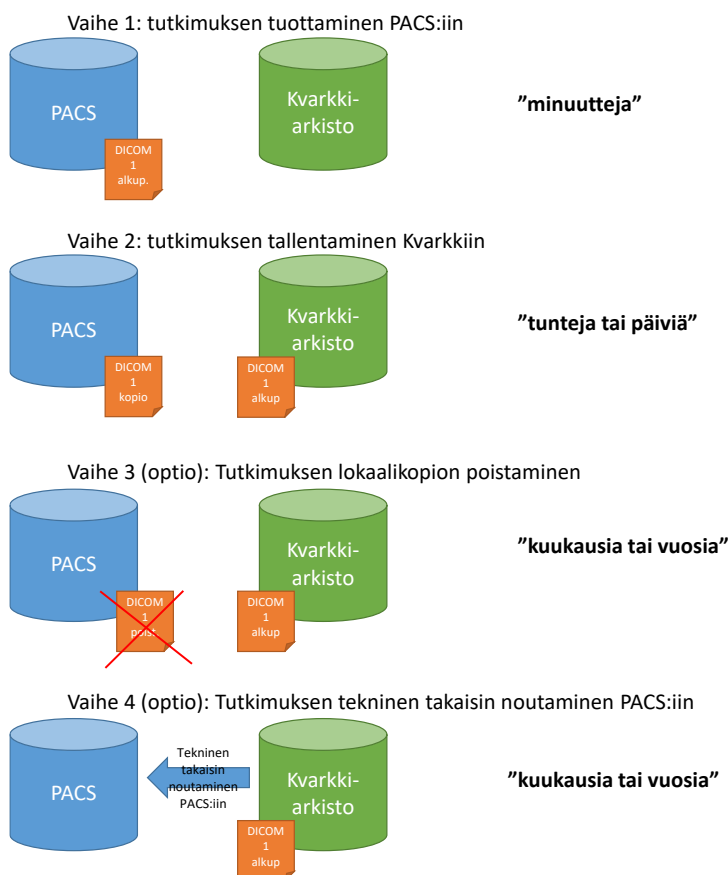 Vaihe 1: tutkimuksen tuottaminen PACS:iin
PACS
Kvarkki-
arkisto
”minuutteja”
DICOM
1
alkup.
Vaihe 2: tutkimuksen tallentaminen Kvarkkiin
PACS
Kvarkki-
arkisto
”tunteja tai päiviä”
DICOM
1
kopio
DICOM
1
alkup
Vaihe 3 (optio): Tutkimuksen lokaalikopion poistaminen
PACS
Kvarkki-
arkisto
”kuukausia tai vuosia”
DICOM
1
poist.
DICOM
1
alkup
Vaihe 4 (optio): Tutkimuksen tekninen takaisin noutaminen PACS:iin
PACS
Tekninen
takaisin
noutaminen
PACS:iin
Kvarkki-
arkisto
”kuukausia tai vuosia”
DICOM
1
alkup